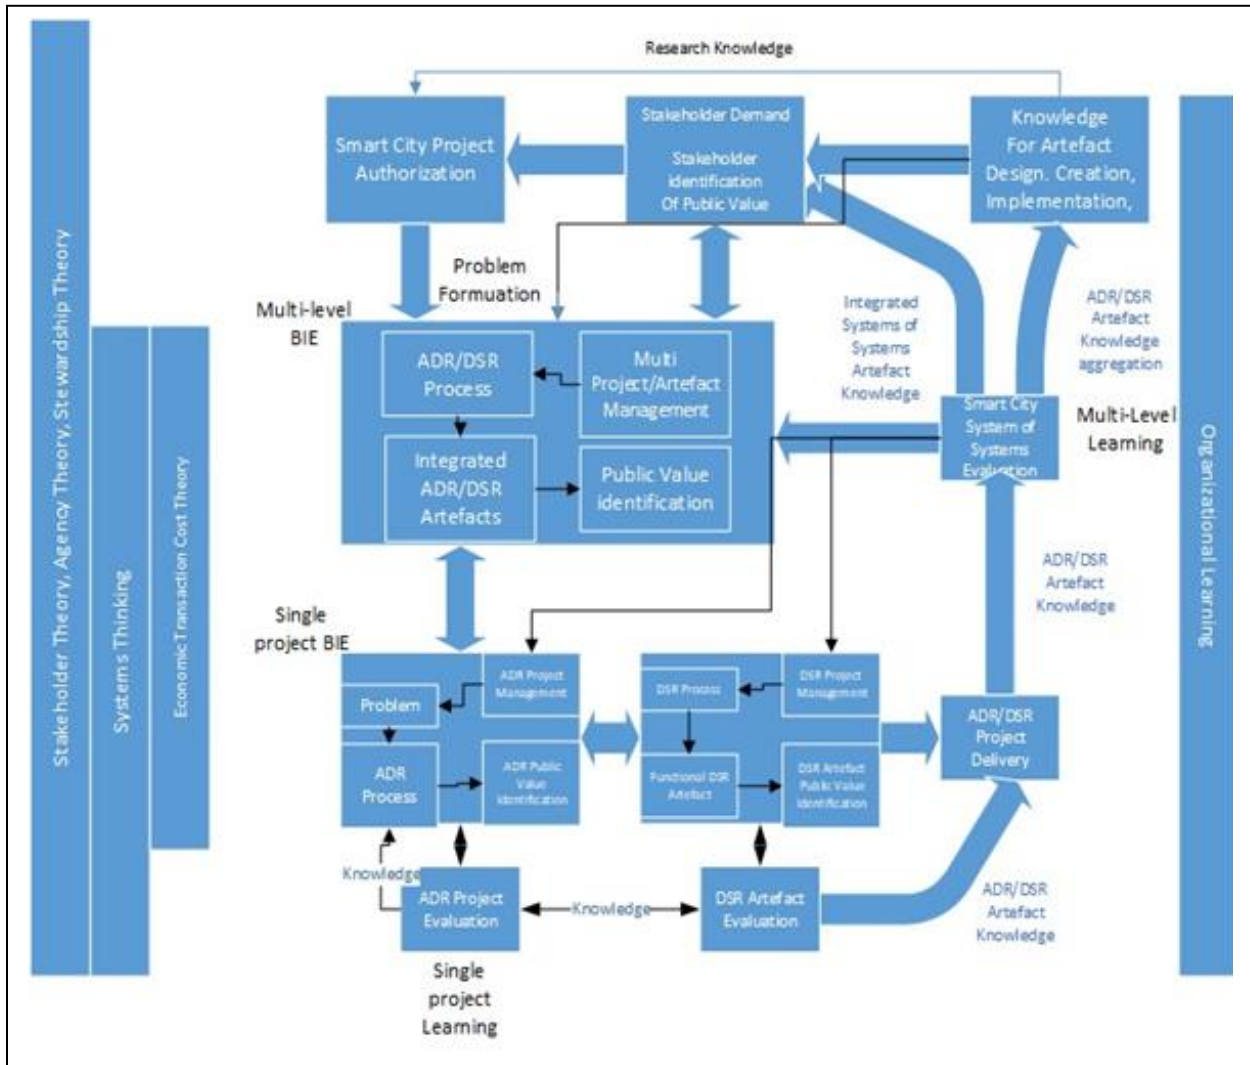 Research Knowledge
Smart City Project
Authorization
Stakeholder Demand
Stakeholder
identification
Of Public Value
Knowledge
For Artefact
Design. Creation,
Implementation,
Problem
Formuation
Multi-level
BIE
Integrated
Systems of
Systems
Artefact
Knowledge
ADR/DSR
Artefact
Knowledge
aggregation
ADR/DSR
Process
Multi
Project/Artefact
Management
Integrated
ADR/DSR
Artefacts
Public Value
identification
Smart City
System of
Systems
Evaluation
Multi-Level
Learning
ADR/DSR
Artefact
Knowledge
Single
project BIE
ADR Project
Management
Problem
ADR
Process
ADR Public
Value
Identification
DSR Process
DSR Project
Management
Functional DSR
Artefact
DSR Artefact
Public Value
Identification
ADR/DSR
Project
Delivery
Knowledge
ADR Project
Evaluation
Knowledge
DSR Artefact
Evaluation
ADR/DSR
Artefact
Knowledge
Single
project
Learning
Stakeholder Theory, Agency Theory, Stewardship Theory
Systems Thinking
Economic Transaction Cost Theory
Organizational Learning